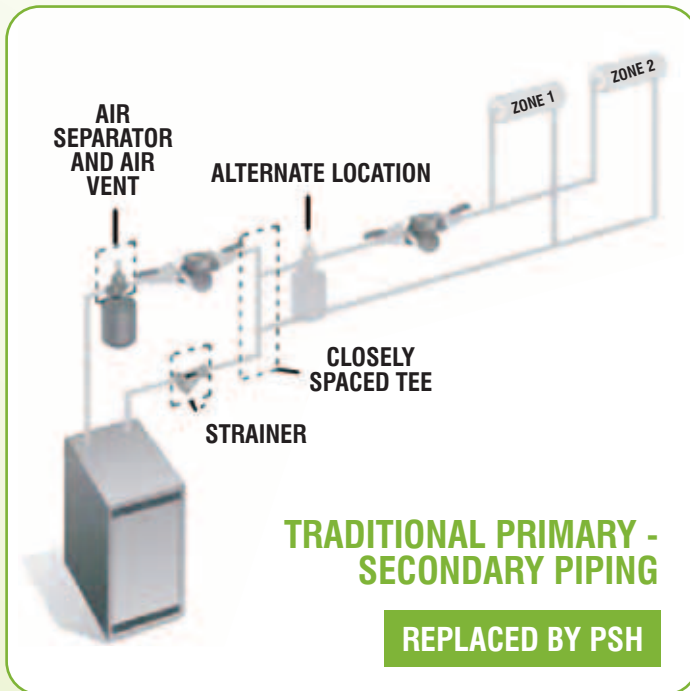 ZONE 1
ZONE 2
AIR
SEPARATOR
AND AIR
VENT
ALTERNATE LOCATION
CLOSELY
SPACED TEE
STRAINER
TRADITIONAL PRIMARY -
SECONDARY PIPING
REPLACED BY PSH